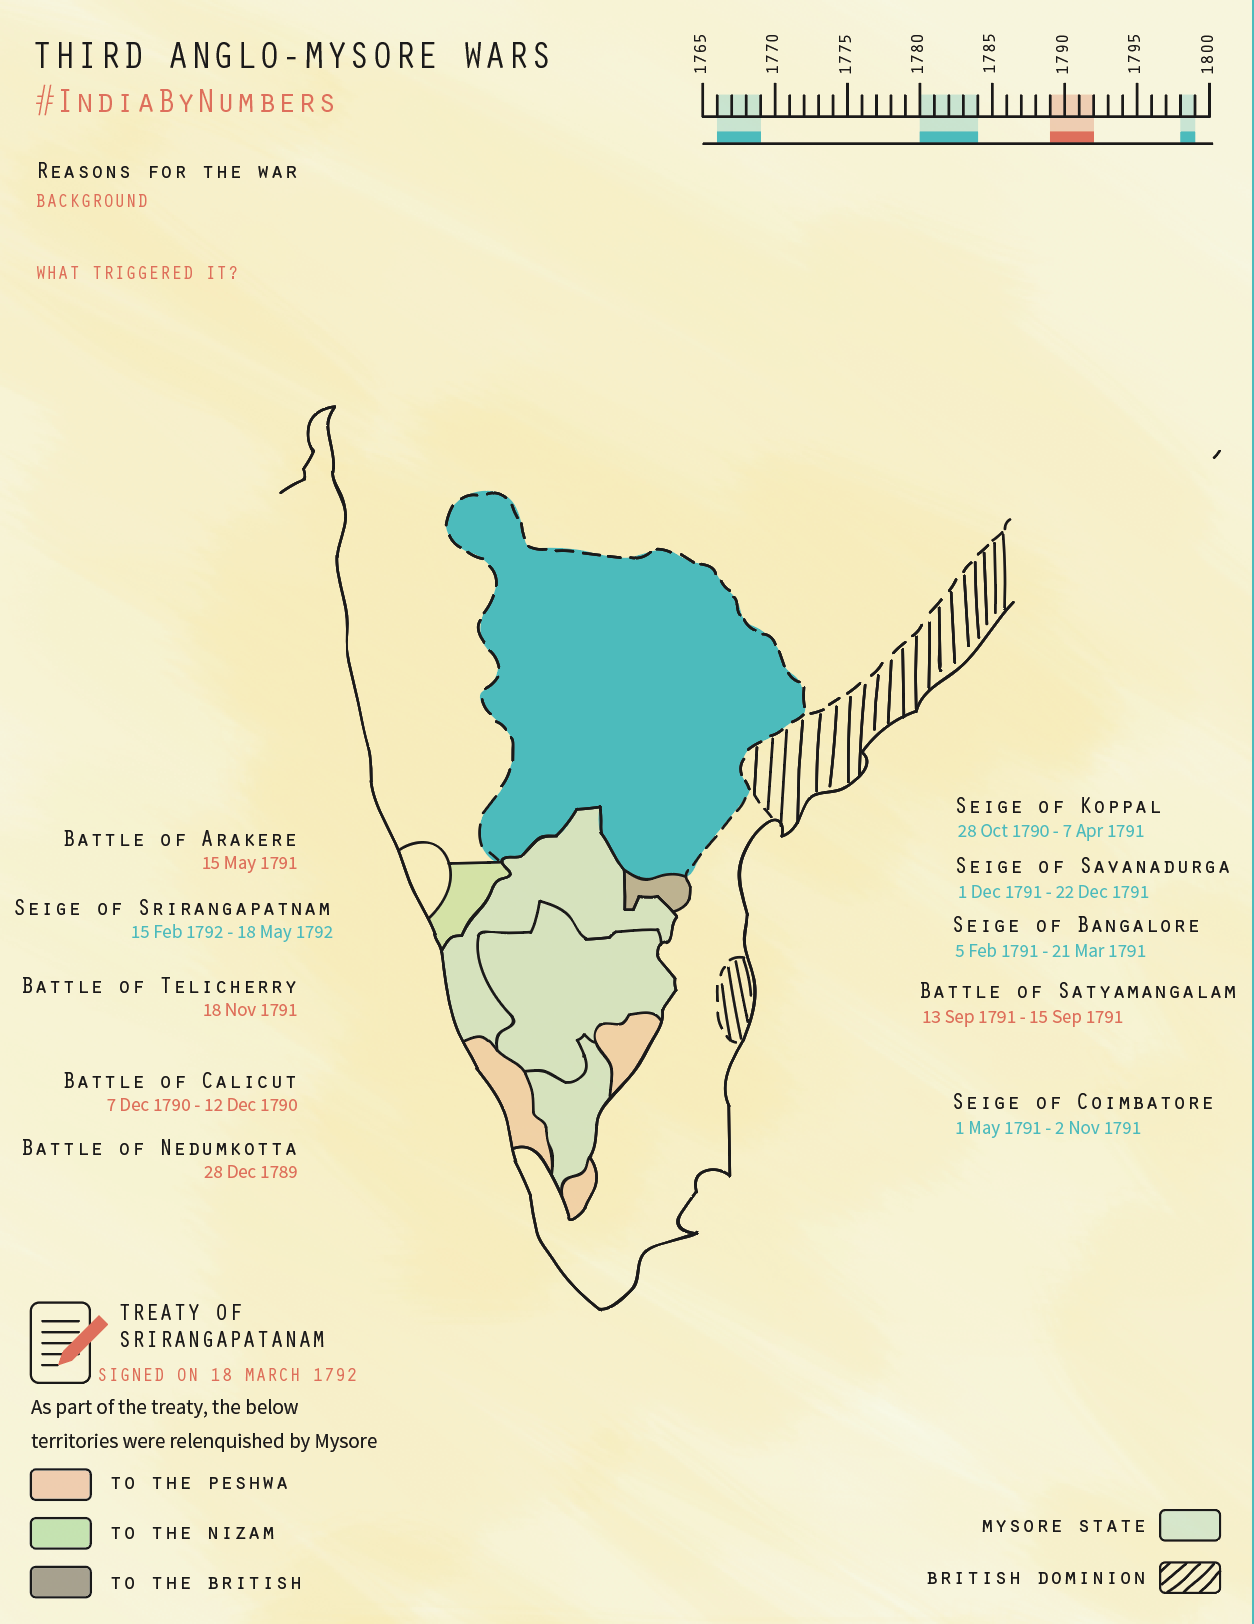 THIRD ANGLO-MYSORE WARS
#IndiaByNumbers
1765 1770 1775 1780 1785 1790 1795 1800
Reasons for the war
BACKGROUND
WHAT TRIGGERED IT?
Battle of Arakere
15 May 1791
Seige of Srirangapatnam
15 Feb 1792 - 18 May 1792
Battle of Telicherry
18 Nov 1791
Battle of Calicut
7 Dec 1790 - 12 Dec 1790
Battle of Nedumkotta
28 Dec 1789
Seige of Koppal
28 Oct 1790 - 7 Apr 1791
Seige of Savanadurga
1 Dec 1791 - 22 Dec 1791
Seige of Bangalore
5 Feb 1791 - 21 Mar 1791
Battle of Satyamangalam
13 Sep 1791 - 15 Sep 1791
Seige of Coimbatore
1 May 1791 - 2 Nov 1791
TREATY OF
SRIRANGAPATANAM
SIGNED ON 18 MARCH 1792
As part of the treaty, the below
territories were relenquished by Mysore
TO THE PESHWA
TO THE NIZAM
TO THE BRITISH
MYSORE STATE
BRITISH DOMINION